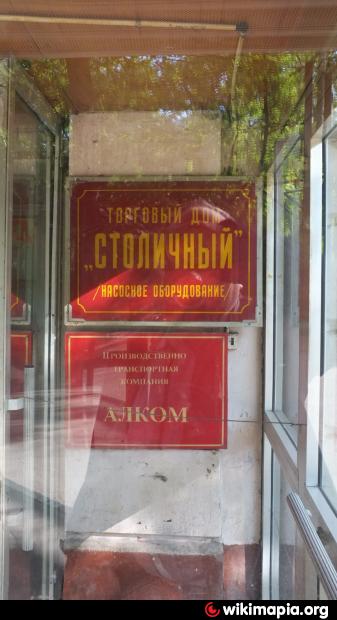 ТОРГОВЫЙ ДОМ
„СТОЛИЧНЫЙ"
/НАСОСНОЕ ОБОРУДОВАНИЕ/
ПРОИЗВОДСТВЕННО
ТРАНСПОРТНАЯ
КОМПАНИЯ
АЛКОМ
wikimapia.org